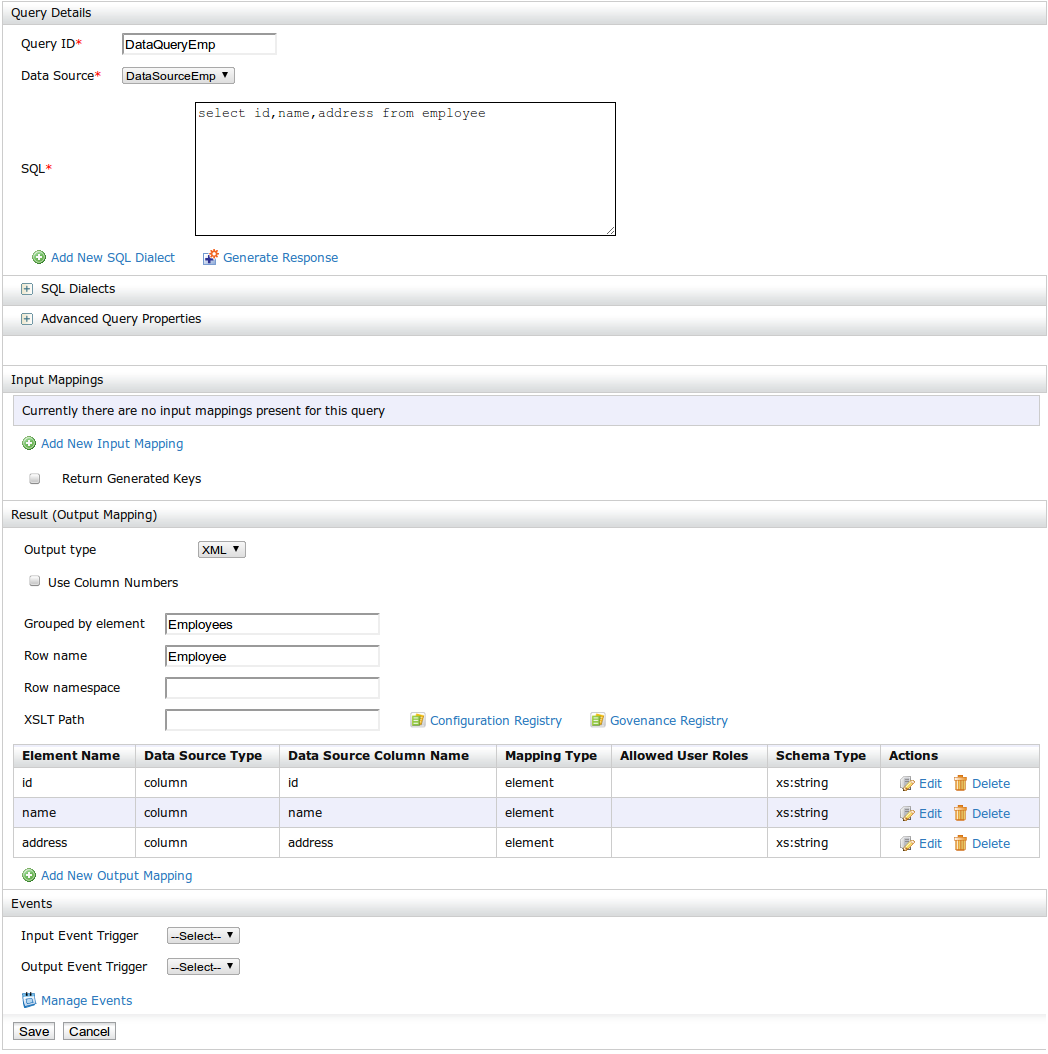 Query Details
Query ID* DataQueryEmp
Data Source* DataSourceEmp
SQL* select id,name,address from employee
Add New SQL Dialect Generate Response
SQL Dialects
Advanced Query Properties
Input Mappings
Currently there are no input mappings present for this query
Add New Input Mapping
Return Generated Keys
Result (Output Mapping)
Output type XML
Use Column Numbers
Grouped by element Employees
Row name Employee
Row namespace
XSLT Path Configuration Registry Govenance Registry
Element Name Data Source Type Data Source Column Name Mapping Type Allowed User Roles Schema Type Actions
id column id element xs:string Edit Delete
name column name element xs:string Edit Delete
address column address element xs:string Edit Delete
Add New Output Mapping
Events
Input Event Trigger --Select--
Output Event Trigger --Select--
Manage Events
Save Cancel